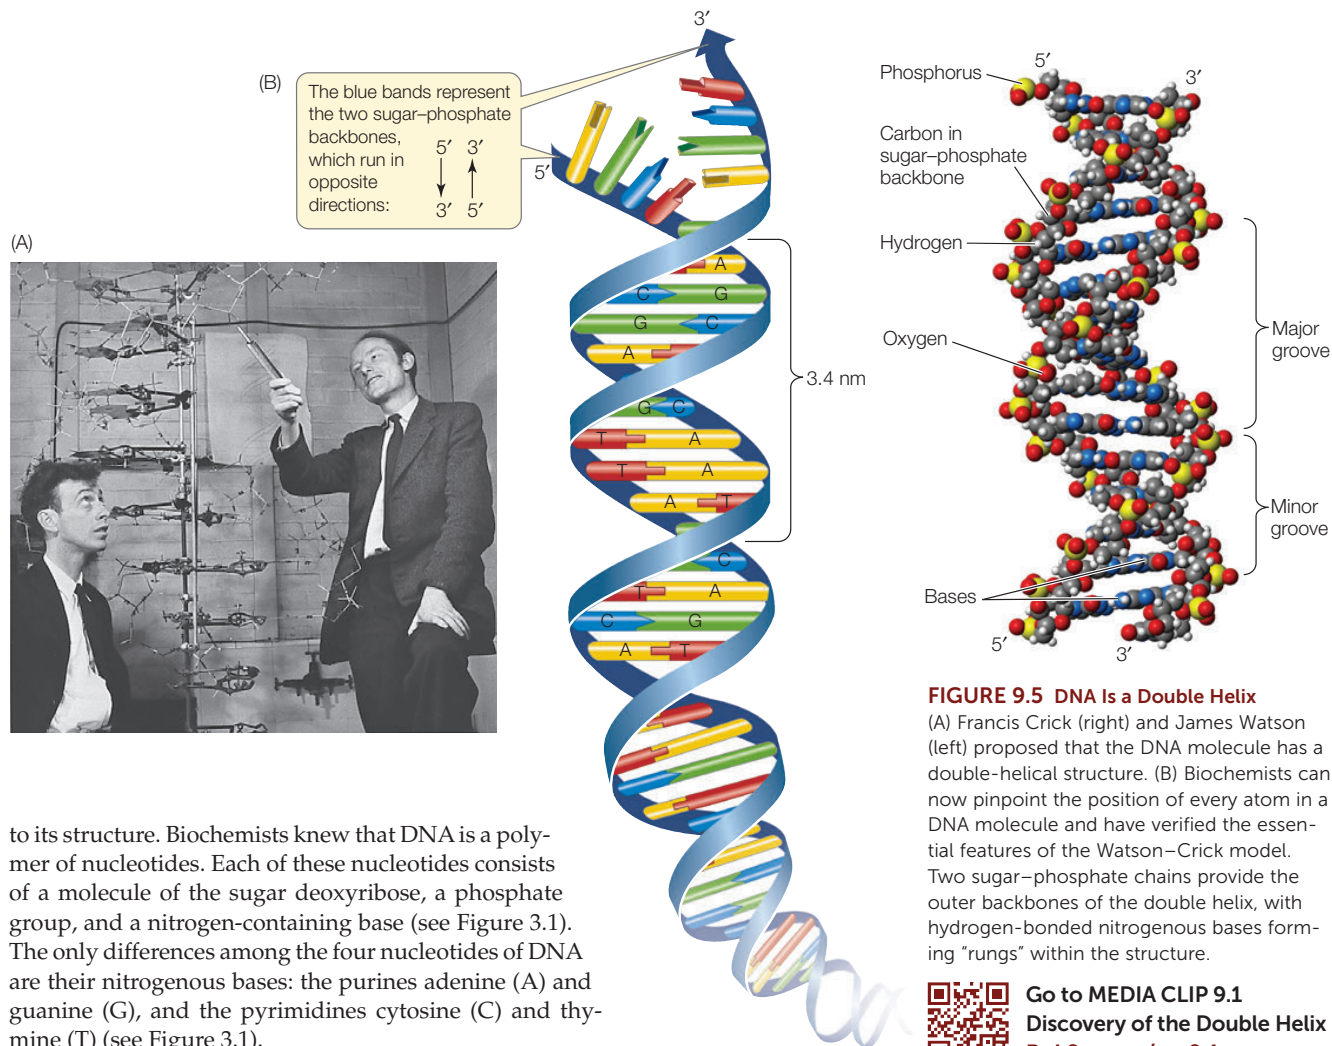 3′
(B)
The blue bands represent
the two sugar–phosphate
backbones,
which run in
opposite
directions:
5′ 3′
3′ 5′
5′
(A)
A
C G
G C
A
G C
T A
T A
A T
C
T A
C G
A T
3.4 nm
5′
3′
Phosphorus
Carbon in
sugar–phosphate
backbone
Hydrogen
Oxygen
Major
groove
Minor
groove
Bases
5′
3′
FIGURE 9.5 DNA Is a Double Helix
(A) Francis Crick (right) and James Watson
(left) proposed that the DNA molecule has a
double-helical structure. (B) Biochemists can
now pinpoint the position of every atom in a
DNA molecule and have verified the essen-
tial features of the Watson–Crick model.
Two sugar–phosphate chains provide the
outer backbones of the double helix, with
hydrogen-bonded nitrogenous bases form-
ing “rungs” within the structure.
Go to MEDIA CLIP 9.1
Discovery of the Double Helix
to its structure. Biochemists knew that DNA is a poly-
mer of nucleotides. Each of these nucleotides consists
of a molecule of the sugar deoxyribose, a phosphate
group, and a nitrogen-containing base (see Figure 3.1).
The only differences among the four nucleotides of DNA
are their nitrogenous bases: the purines adenine (A) and
guanine (G), and the pyrimidines cytosine (C) and thy-
mine (T) (see Figure 3.1).